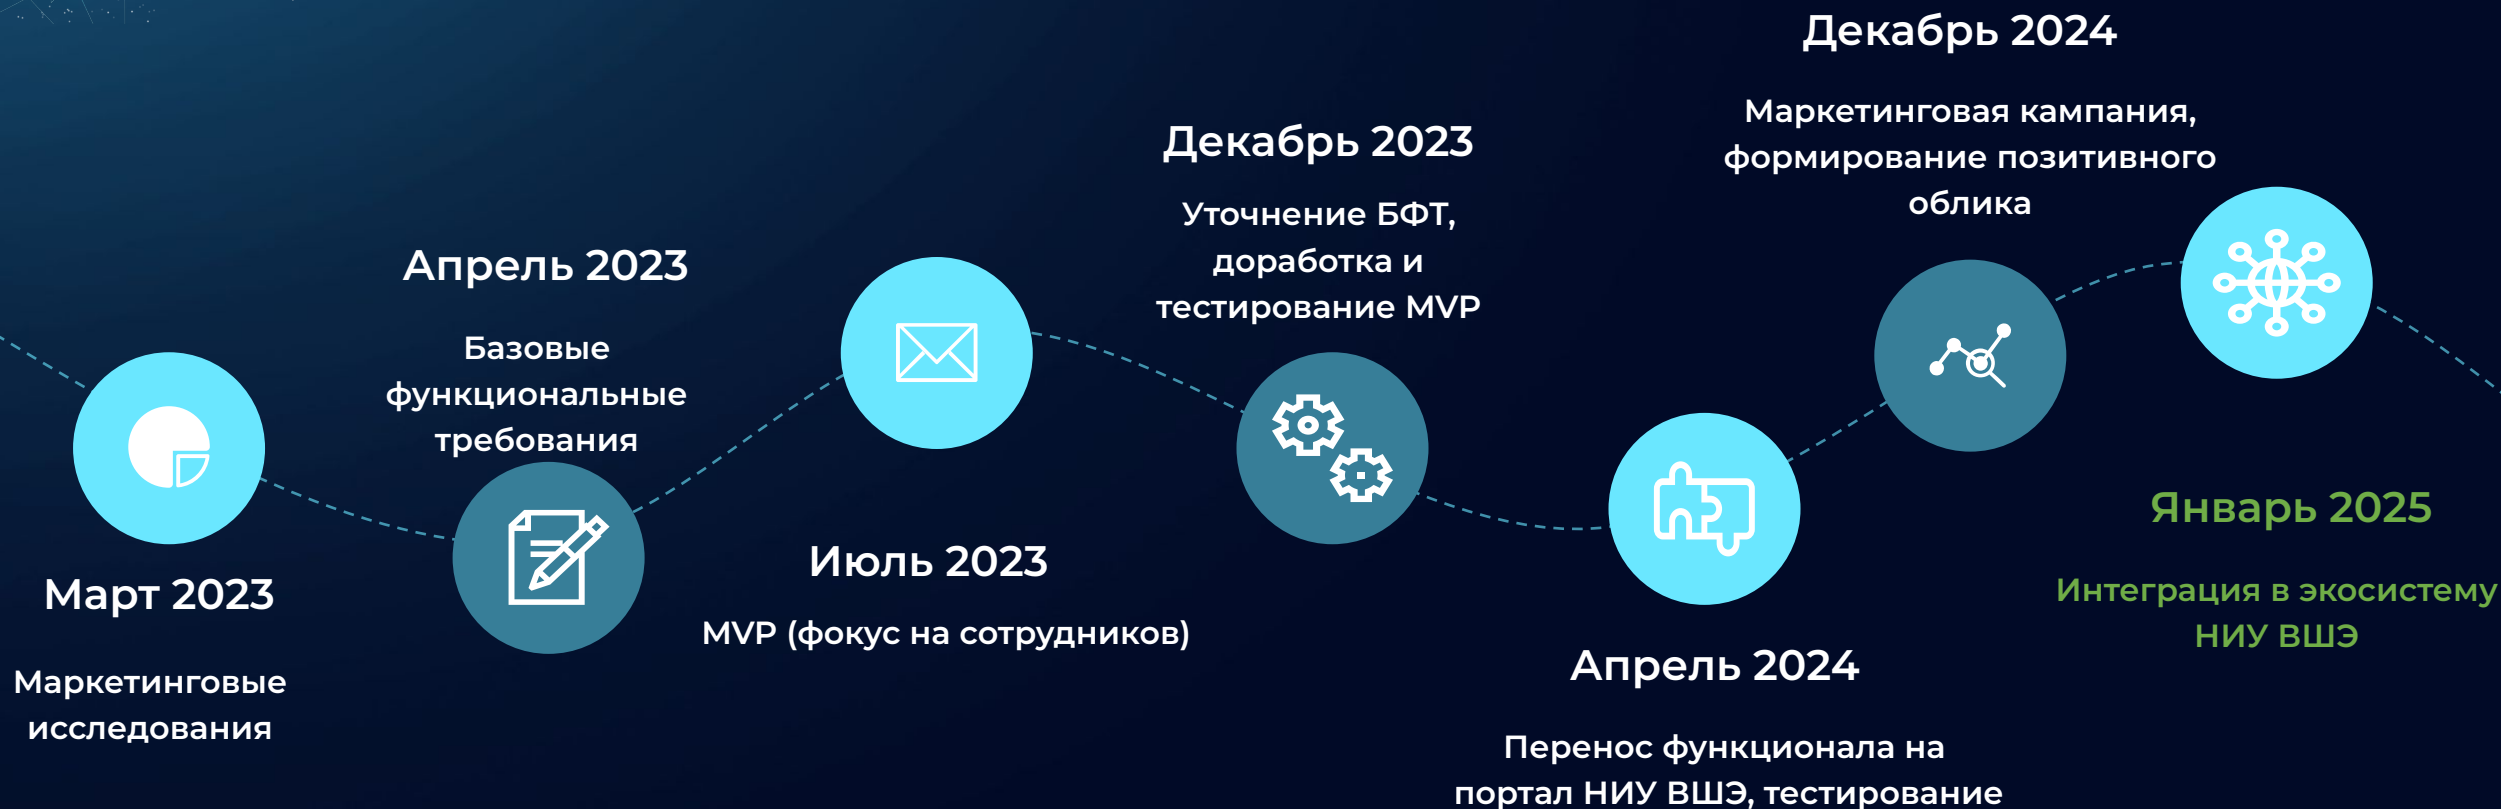 Март 2023
Маркетинговые
исследования
Апрель 2023
Базовые
функциональные
требования
Июль 2023
MVP (фокус на сотрудников)
Декабрь 2023
Уточнение БФТ,
доработка и
тестирование MVP
Апрель 2024
Перенос функционала на
портал НИУ ВШЭ, тестирование
Декабрь 2024
Маркетинговая кампания,
формирование позитивного
облика
Январь 2025
Интеграция в экосистему
НИУ ВШЭ